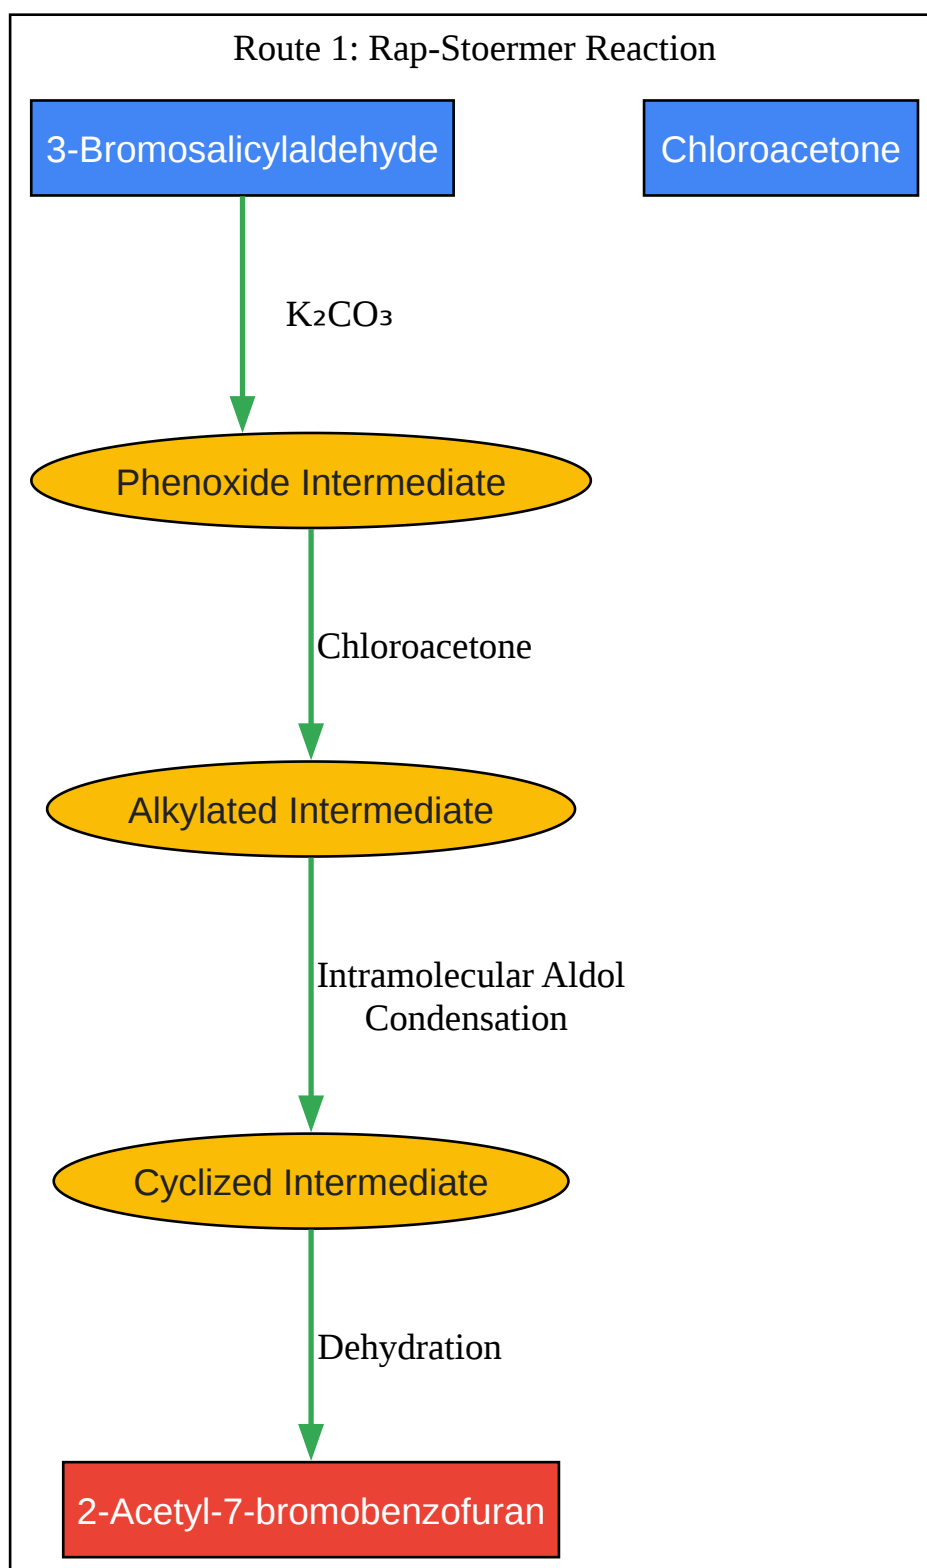 Route 1: Rap-Stoermer Reaction
3-Bromosalicylaldehyde
Chloroacetone
K₂CO₃
Phenoxide Intermediate
Chloroacetone
Alkylated Intermediate
Intramolecular Aldol
Condensation
Cyclized Intermediate
Dehydration
2-Acetyl-7-bromobenzofuran